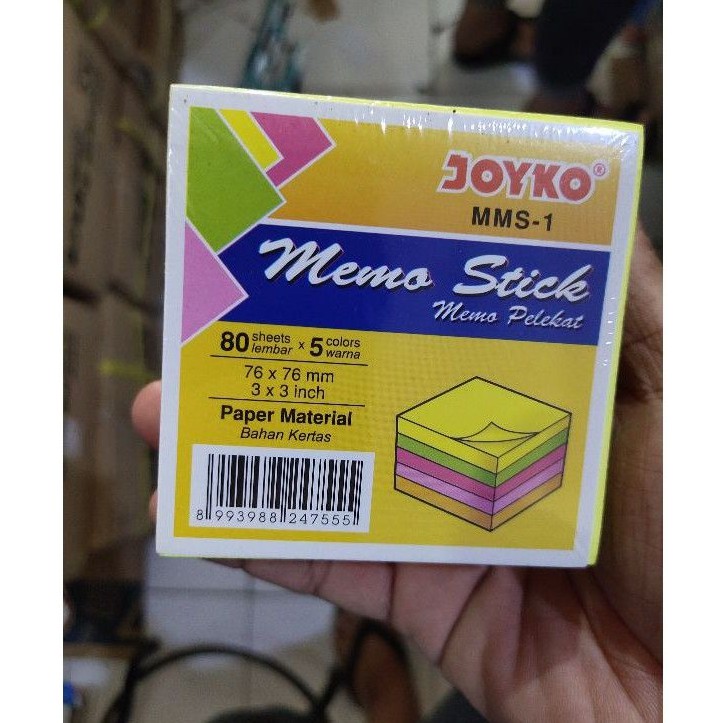 JOYKO®
MMS-1
Memo Stick
Memo Pelekat
80 sheets x 5 colors
lembar warna
76 x 76 mm
3 x 3 inch
Paper Material
Bahan Kertas
8 993988 247555